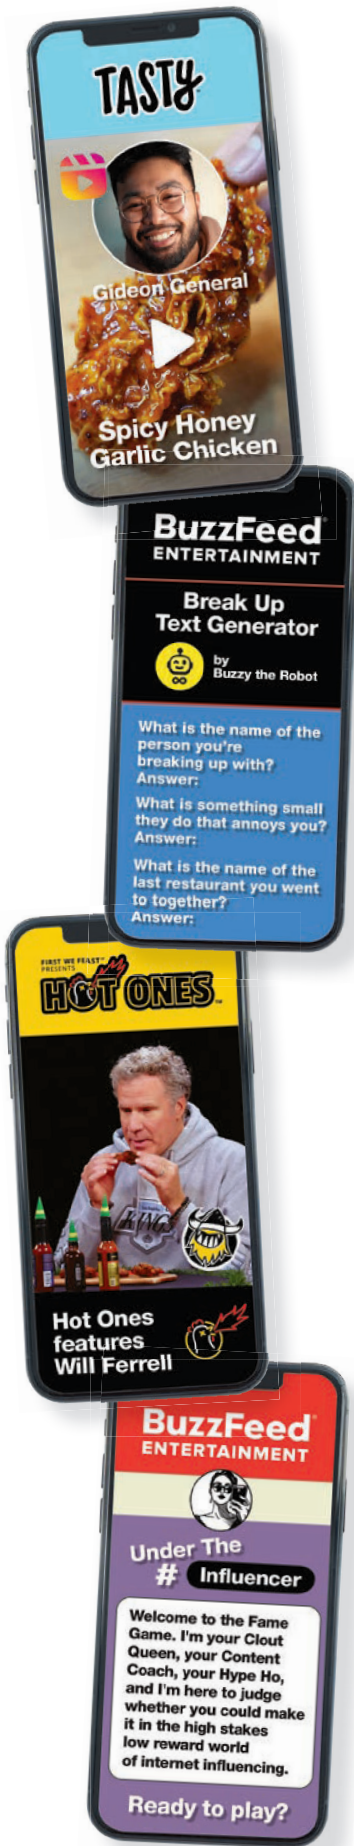 TASTY
Gideon General
Spicy Honey
Garlic Chicken
BuzzFeed
ENTERTAINMENT
Break Up
Text Generator
by
Buzzy the Robot
What is the name of the
person you're
breaking up with?
Answer:
What is something small
they do that annoys you?
Answer:
What is the name of the
last restaurant you went
to together?
Answer:
FIRST WE FEAST™
PRESENTS
HOT ONES™
KINGS
Hot Ones
features
Will Ferrell
BuzzFeed
ENTERTAINMENT
Under The
# Influencer
Welcome to the Fame
Game. I'm your Clout
Queen, your Content
Coach, your Hype Ho,
and I'm here to judge
whether you could make
it in the high stakes
low reward world
of internet influencing.
Ready to play?